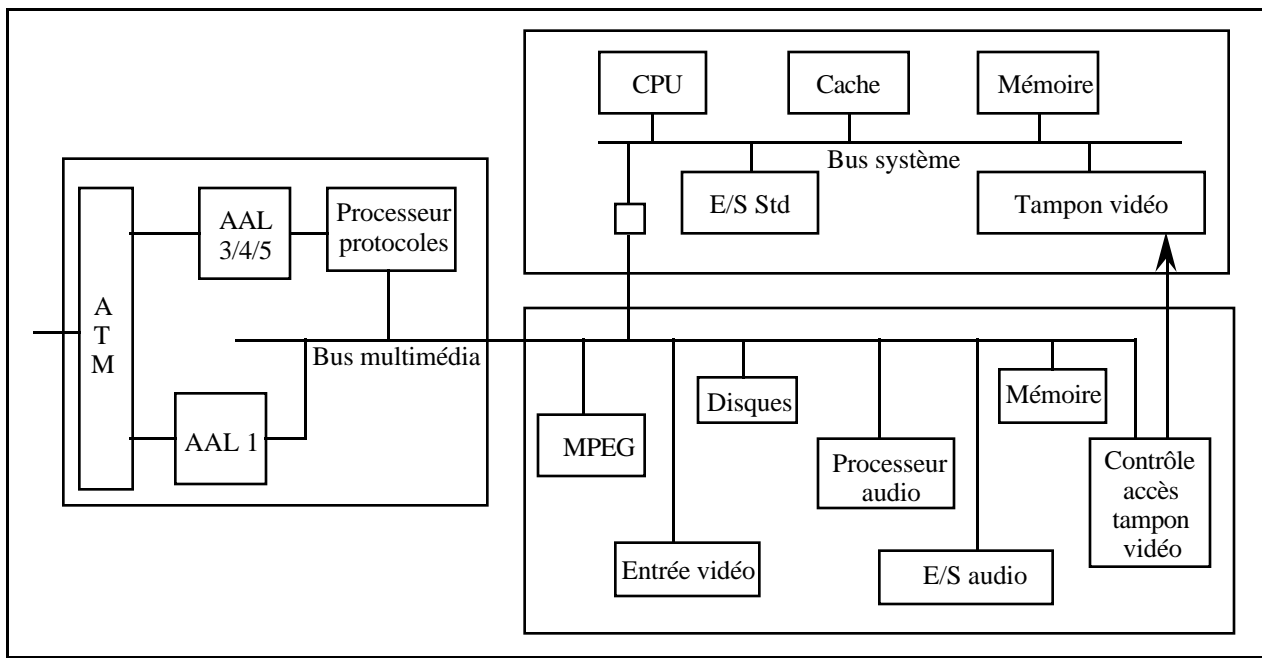 CPU
Cache
Mémoire
Bus système
E/S Std
Tampon vidéo
AAL
3/4/5
Processeur
protocoles
A
T
M
Bus multimédia
AAL 1
MPEG
Disques
Processeur
audio
Mémoire
Contrôle
accès
tampon
vidéo
Entrée vidéo
E/S audio